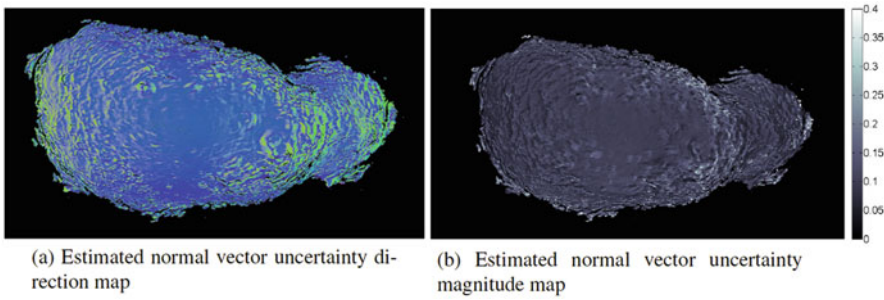 0.4
0.35
0.3
0.25
0.2
0.15
0.1
0.05
0
(a) Estimated normal vector uncertainty di-
rection map
(b) Estimated normal vector uncertainty
magnitude map